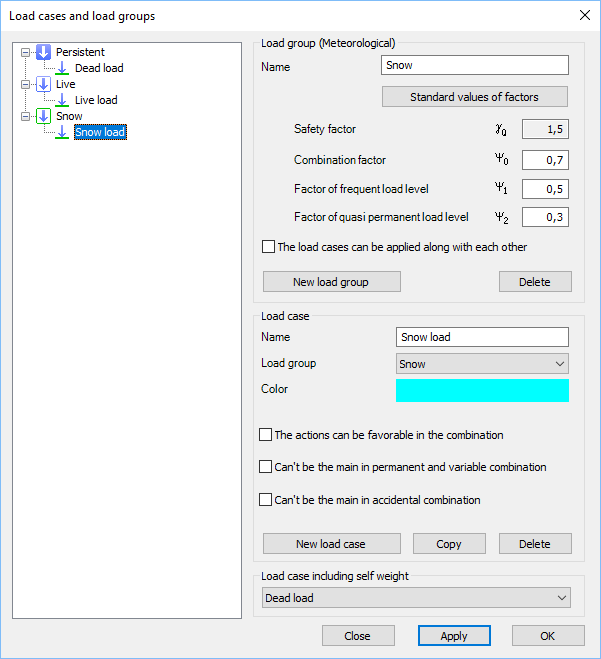 Load cases and load groups
Persistent
Dead load
Live
Live load
Snow
Snow load
Load group (Meteorological)
Name Snow
Standard values of factors
Safety factor γQ 1,5
Combination factor Ψ0 0,7
Factor of frequent load level Ψ1 0,5
Factor of quasi permanent load level Ψ2 0,3
The load cases can be applied along with each other
New load group Delete
Load case
Name Snow load
Load group Snow
Color
The actions can be favorable in the combination
Can't be the main in permanent and variable combination
Can't be the main in accidental combination
New load case Copy Delete
Load case including self weight
Dead load
Close Apply OK